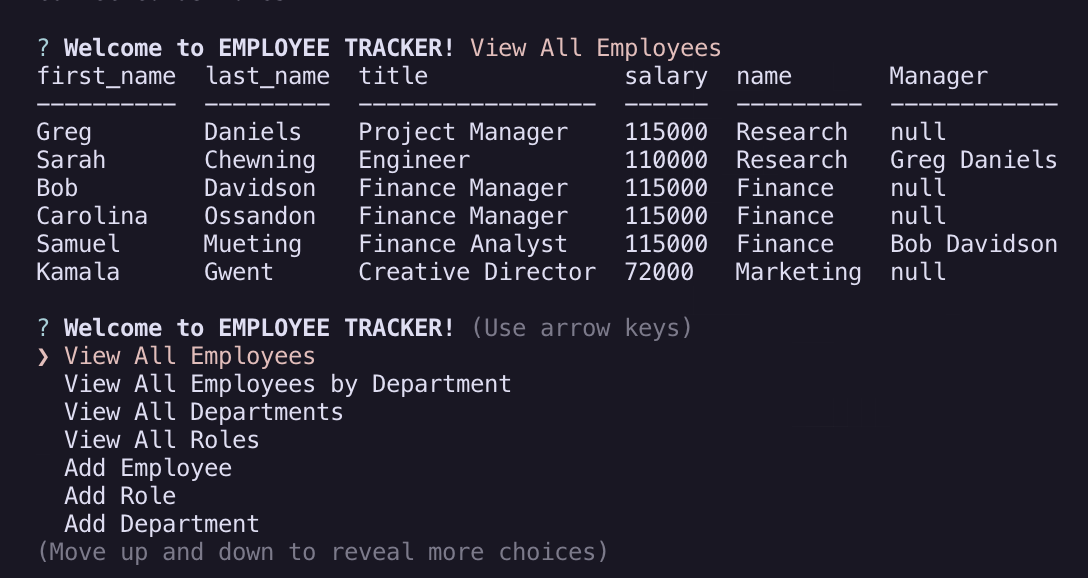 ? Welcome to EMPLOYEE TRACKER! View All Employees
first_name  last_name  title              salary  name       Manager
──────────  ─────────  ─────────────────  ──────  ─────────  ────────────
Greg        Daniels    Project Manager    115000  Research   null
Sarah       Chewning   Engineer           110000  Research   Greg Daniels
Bob         Davidson   Finance Manager    115000  Finance    null
Carolina    Ossandon   Finance Manager    115000  Finance    null
Samuel      Mueting    Finance Analyst    115000  Finance    Bob Davidson
Kamala      Gwent      Creative Director  72000   Marketing  null
? Welcome to EMPLOYEE TRACKER! (Use arrow keys)
❯ View All Employees
  View All Employees by Department
  View All Departments
  View All Roles
  Add Employee
  Add Role
  Add Department
(Move up and down to reveal more choices)